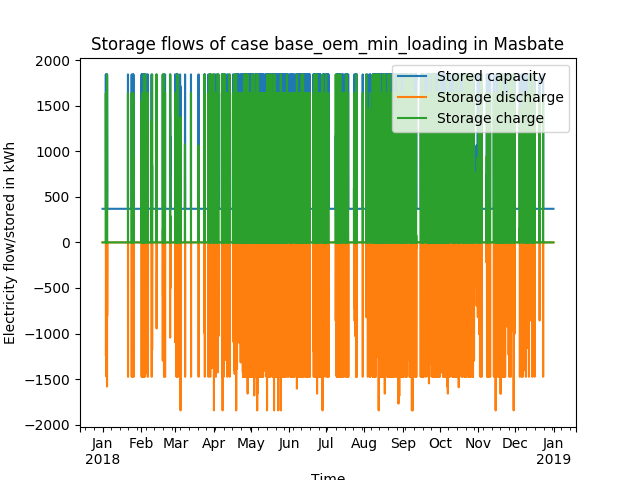 Storage flows of case base_oem_min_loading in Masbate
Stored capacity
Storage discharge
Storage charge
Electricity flow/stored in kWh
2000
1500
1000
500
0
−500
−1000
−1500
−2000
Jan Feb Mar Apr May Jun Jul Aug Sep Oct Nov Dec Jan
2018 2019
Time